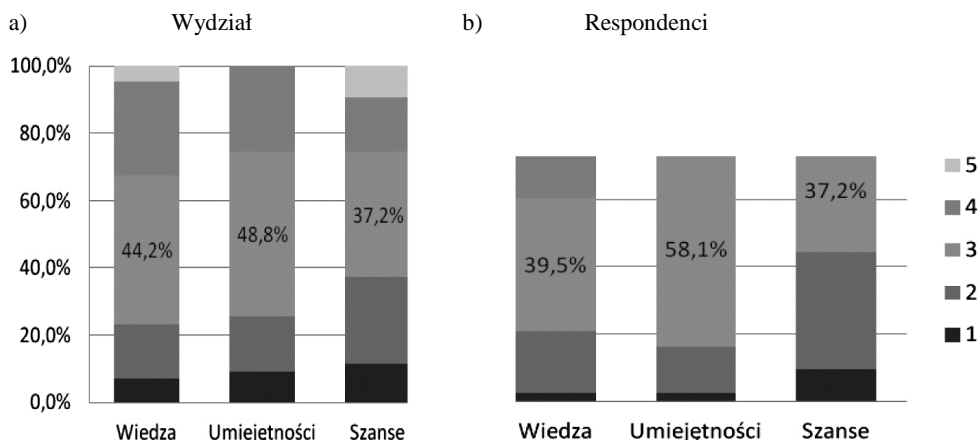 a) Wydział b) Respondenci
100,0%
80,0%
60,0%
40,0%
20,0%
0,0%
44,2% 48,8% 37,2%
Wiedza Umiejętności Szanse
39,5% 58,1% 37,2%
Wiedza Umiejętności Szanse
5
4
3
2
1